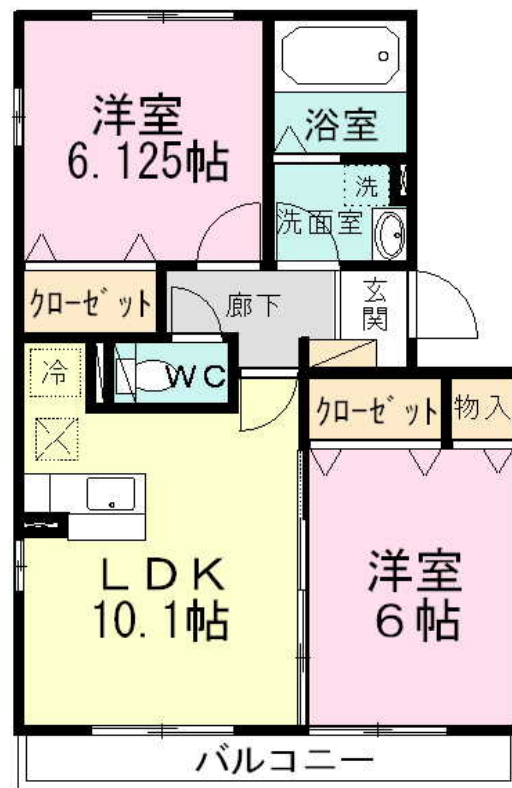 洋室
6.125帖
浴室
洗
洗面室
クローゼット
廊下
玄関
冷
WC
クローゼット
物入
LDK
10.1帖
洋室
6帖
バルコニー